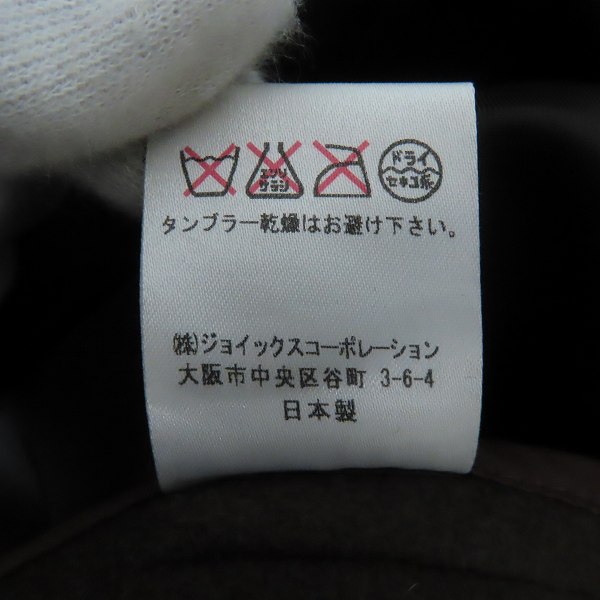 エンソ
サラシ
ドライ
セキユ系
タンブラー乾燥はお避け下さい。
㈱ジョイックスコーポレーション
大阪市中央区谷町 3-6-4
日本製